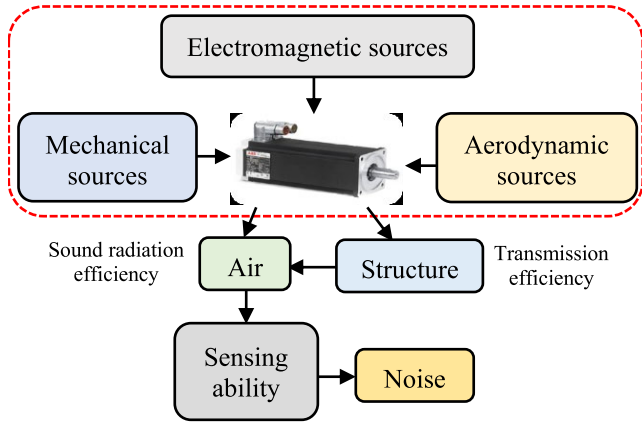 Electromagnetic sources
Mechanical
sources
Aerodynamic
sources
Sound radiation
efficiency
Air
Structure
Transmission
efficiency
Sensing
ability
Noise